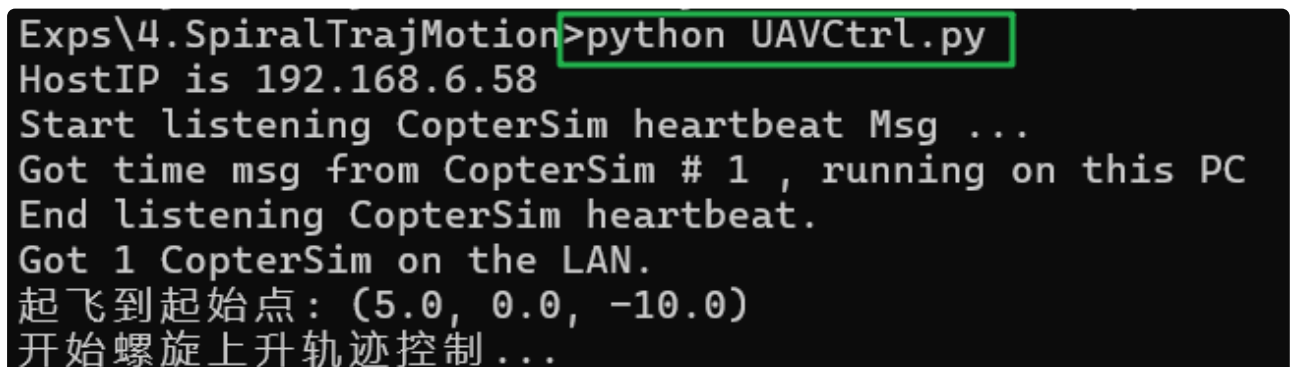 Exps\4.SpiralTrajMotion>python UAVCtrl.py
HostIP is 192.168.6.58
Start listening CopterSim heartbeat Msg ...
Got time msg from CopterSim # 1 , running on this PC
End listening CopterSim heartbeat.
Got 1 CopterSim on the LAN.
起飞到起始点: (5.0, 0.0, -10.0)
开始螺旋上升轨迹控制...